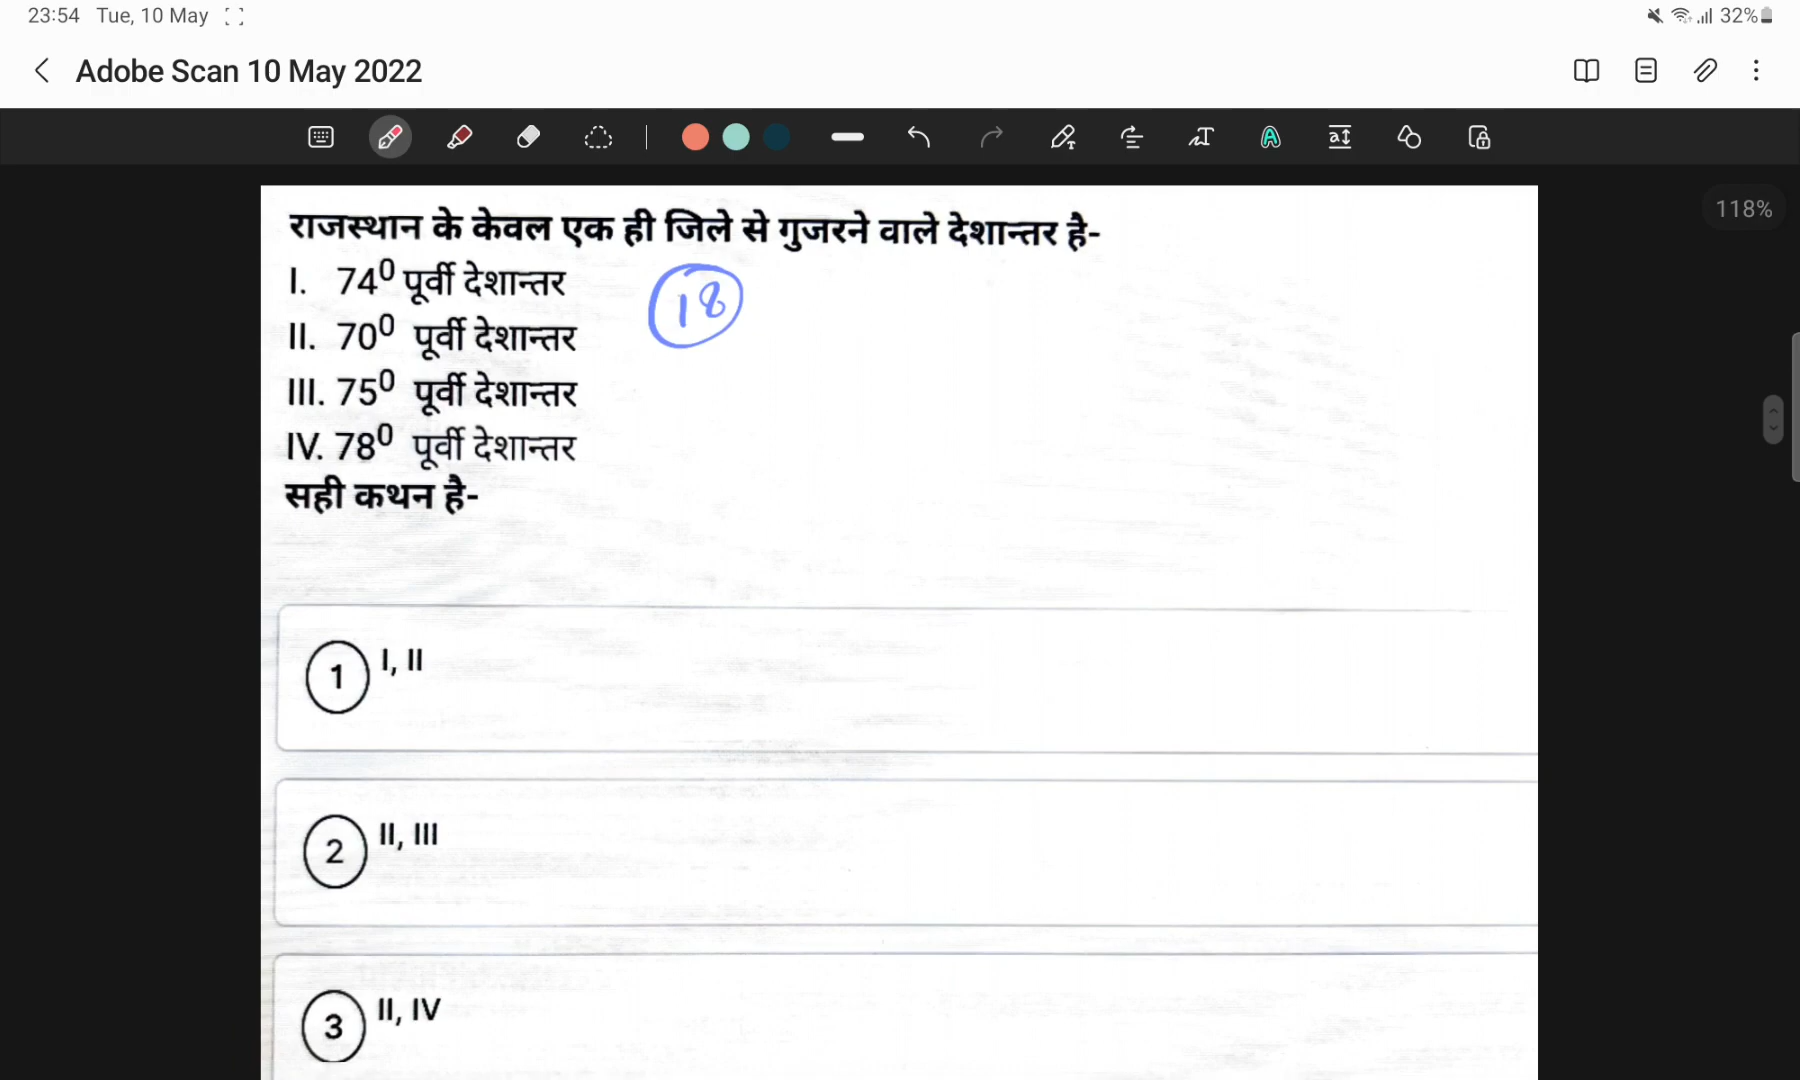 23:54 Tue, 10 May 32%
Adobe Scan 10 May 2022
118%
राजस्थान के केवल एक ही जिले से गुजरने वाले देशान्तर है-
I. 74⁰ पूर्वी देशान्तर
18
II. 70⁰ पूर्वी देशान्तर
III. 75⁰ पूर्वी देशान्तर
IV. 78⁰ पूर्वी देशान्तर
सही कथन है-
1 I, II
2 II, III
3 II, IV